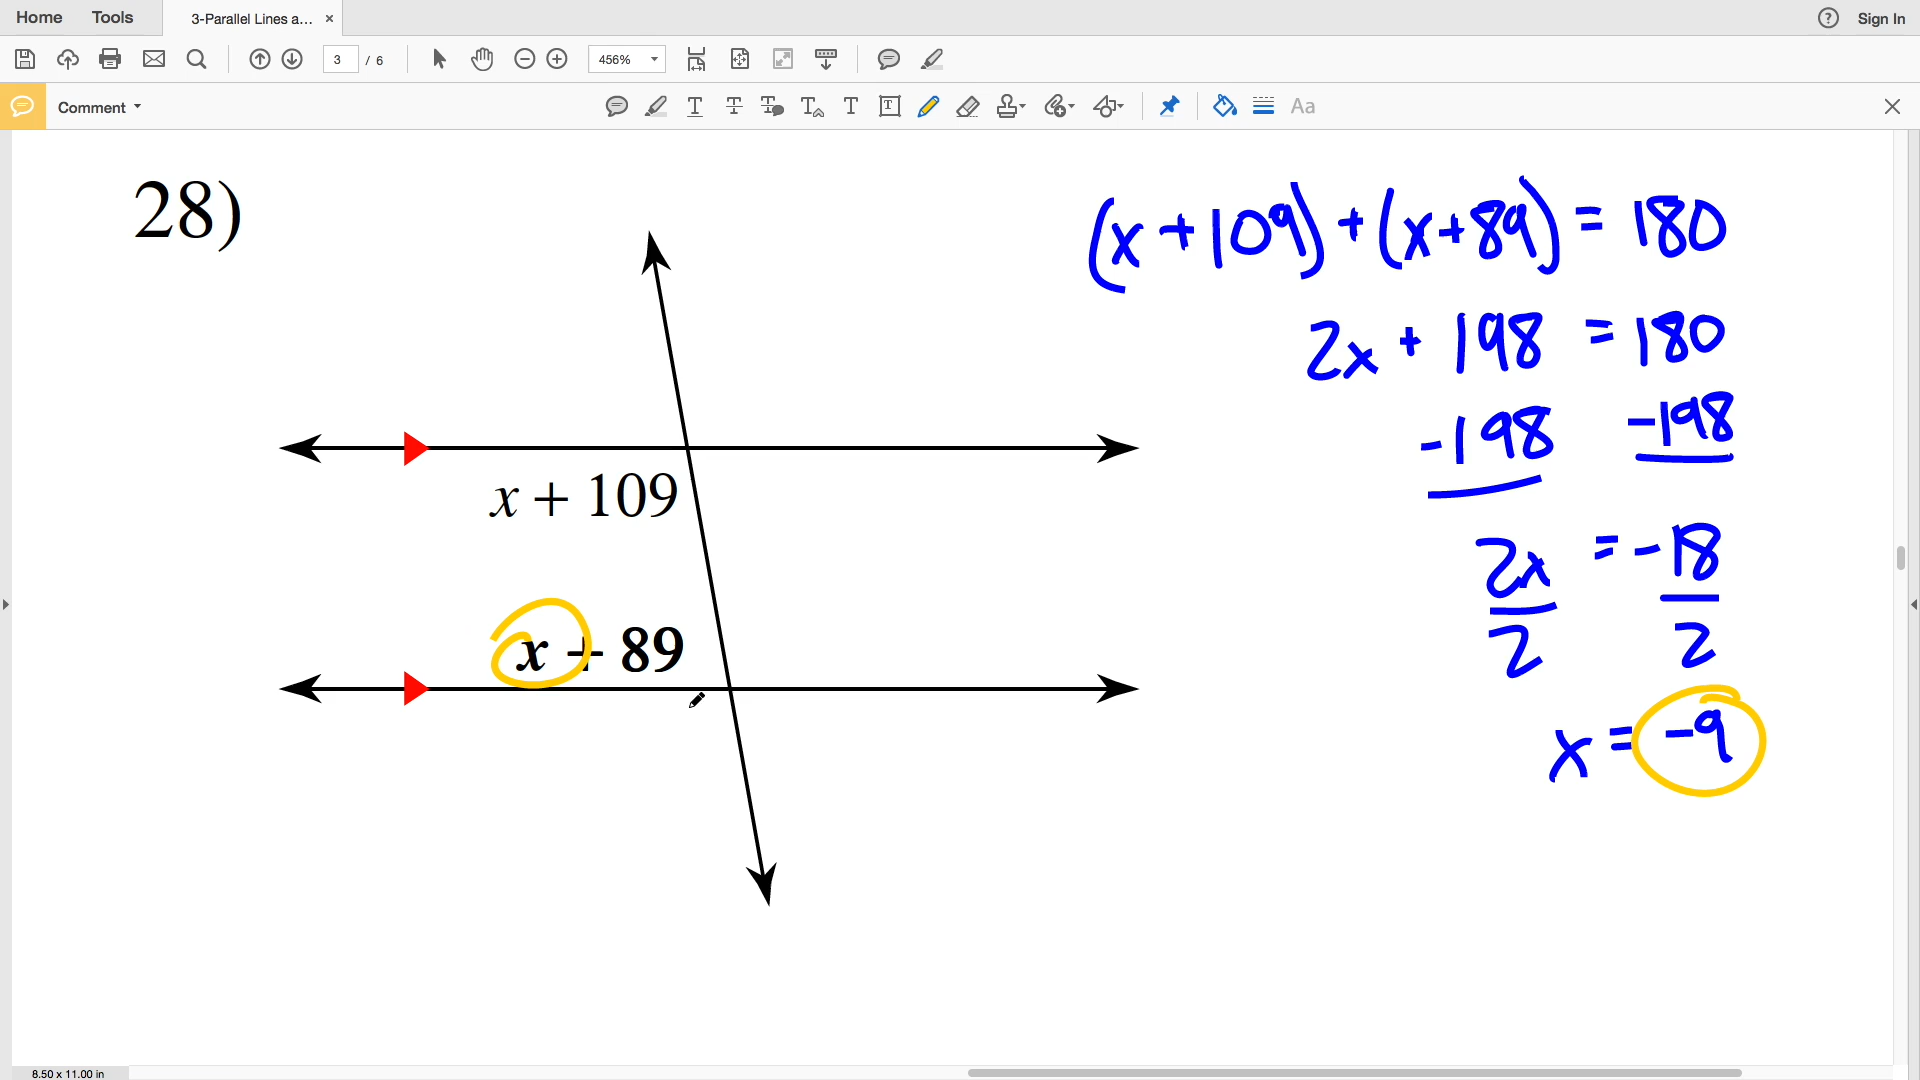 Home Tools 3-Parallel Lines a... × ? Sign In
3 / 6 456%
Comment T T T T T T Aa
28)
(x + 109) + (x + 89) = 180
2x + 198 = 180
-198 -198
x + 109
2x = -18
2 2
x + 89
x = -9
8.50 x 11.00 in